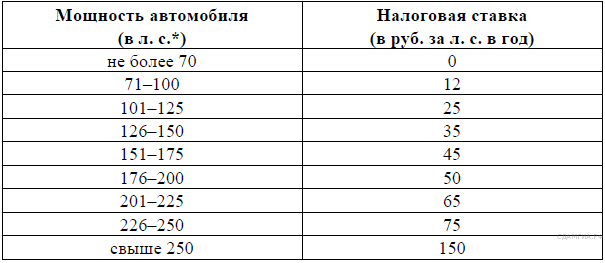 Мощность автомобиля Налоговая ставка
(в л. с.*) (в руб. за л. с. в год)
не более 70 0
71–100 12
101–125 25
126–150 35
151–175 45
176–200 50
201–225 65
226–250 75
свыше 250 150